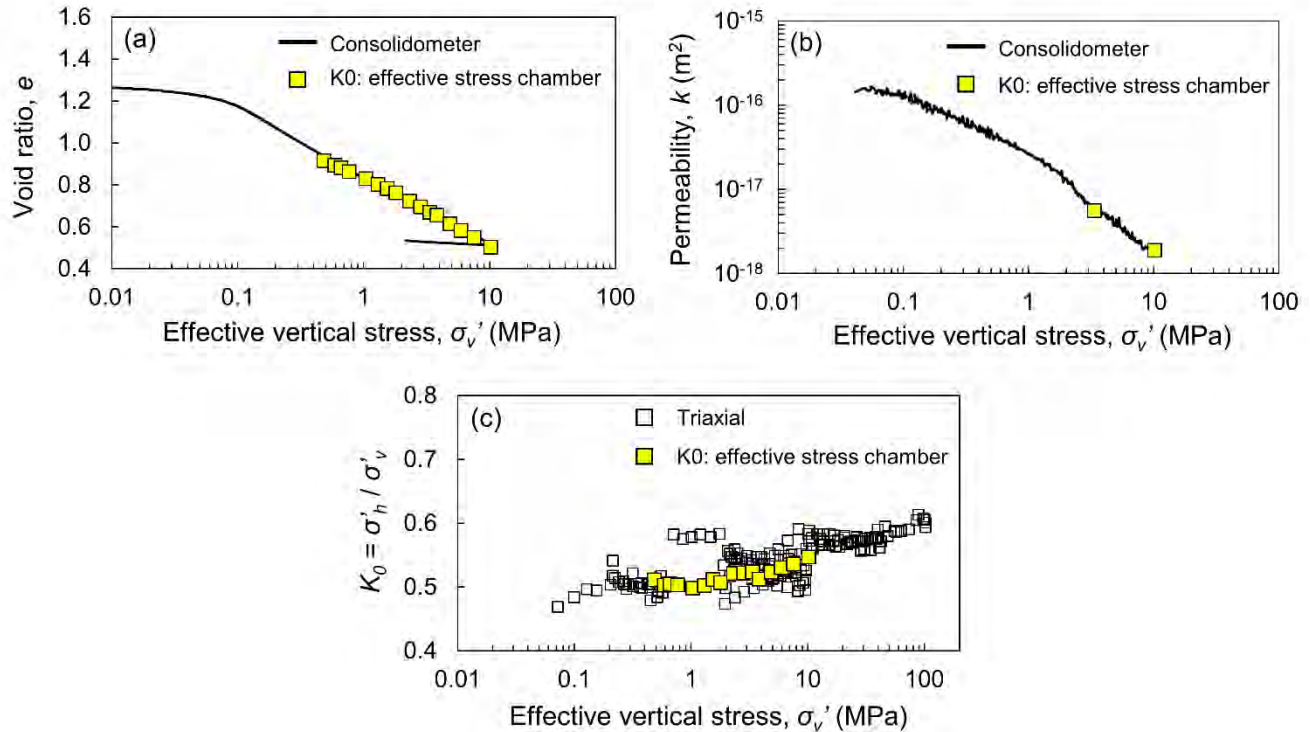 (a)
Consolidometer
K0: effective stress chamber
Void ratio, e
1.6
1.4
1.2
1.0
0.8
0.6
0.4
0.01 0.1 1 10 100
Effective vertical stress, σv' (MPa)
(b)
Consolidometer
K0: effective stress chamber
Permeability, k (m²)
10⁻¹⁵
10⁻¹⁶
10⁻¹⁷
10⁻¹⁸
0.01 0.1 1 10 100
Effective vertical stress, σv' (MPa)
(c)
Triaxial
K0: effective stress chamber
K0 = σ'h / σ'v
0.8
0.7
0.6
0.5
0.4
0.01 0.1 1 10 100
Effective vertical stress, σv' (MPa)